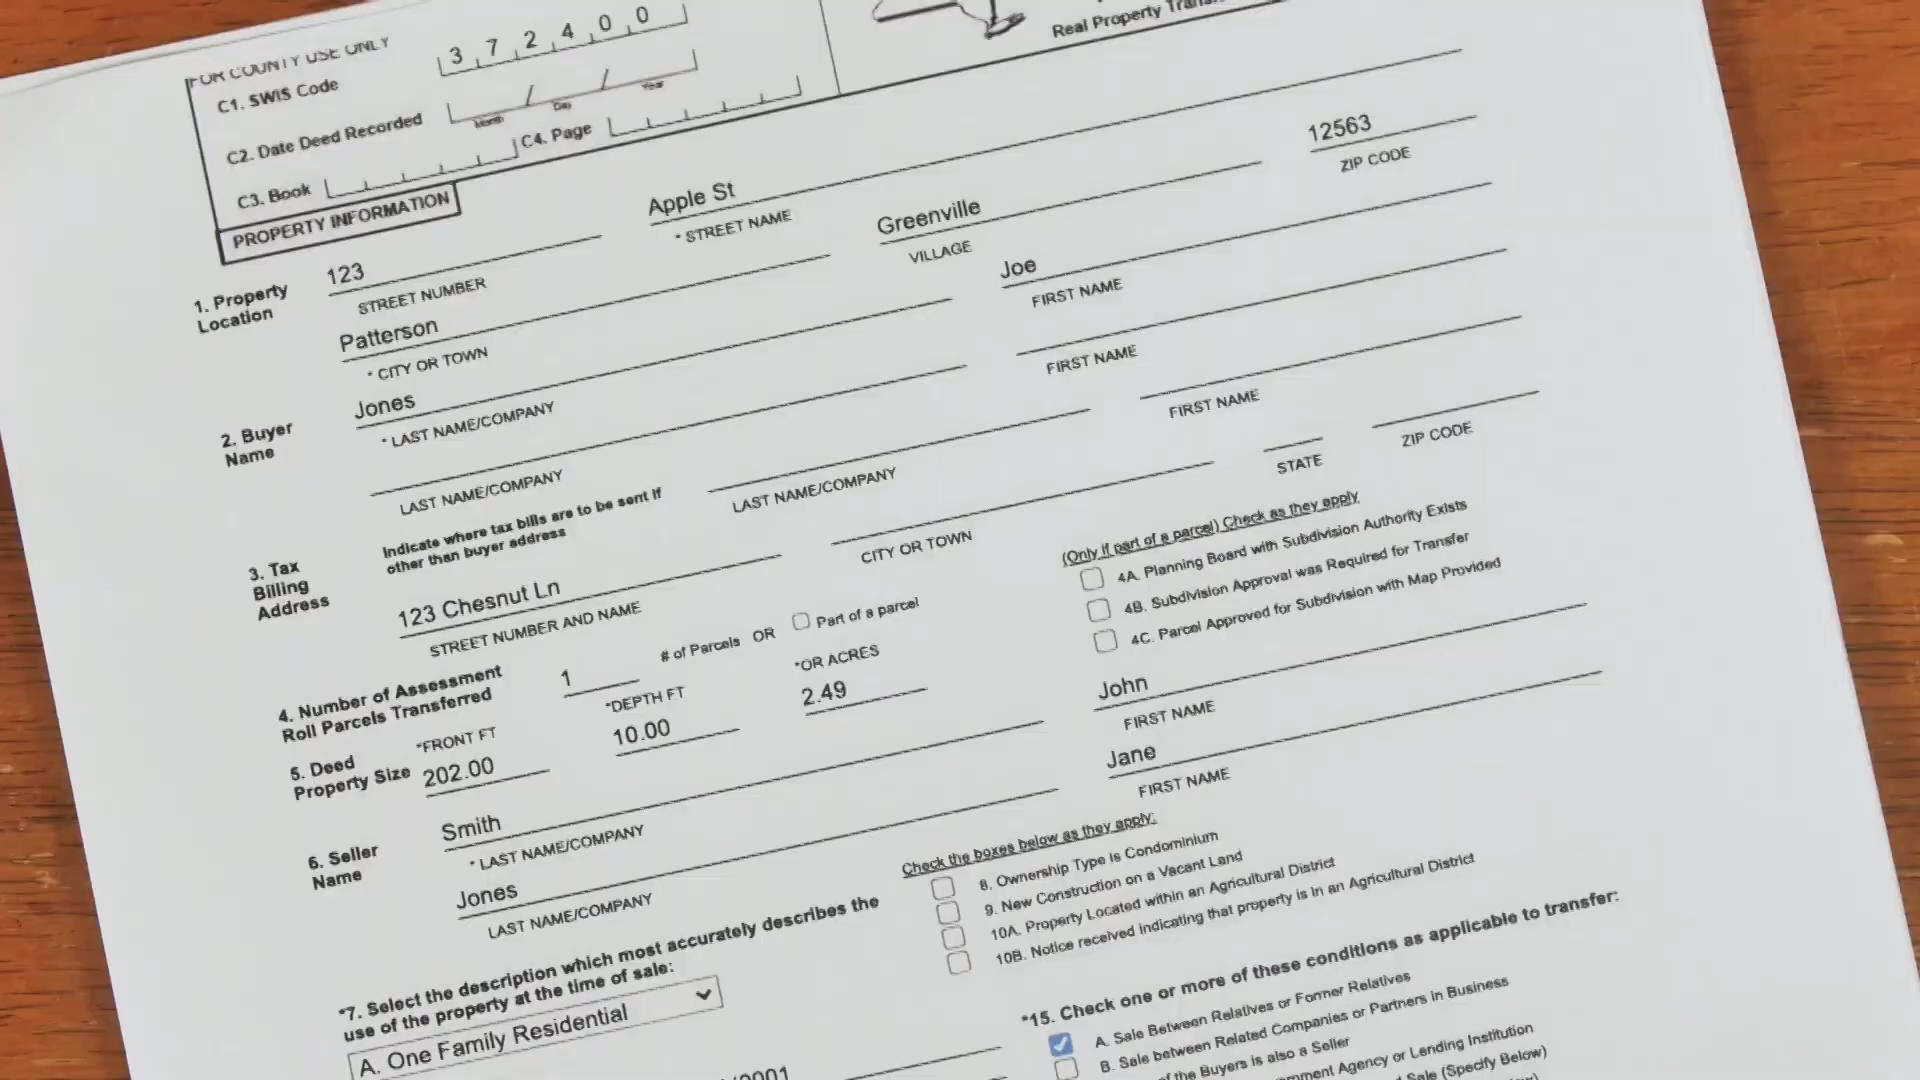 FOR COUNTY USE ONLY
C1. SWIS Code 3 7 2 4 0 0
C2. Date Deed Recorded / /
Month Day Year
C3. Book C4. Page
Real Property
PROPERTY INFORMATION
1. Property Location
123 Apple St
STREET NUMBER * STREET NAME
Patterson Greenville 12563
* CITY OR TOWN VILLAGE ZIP CODE
2. Buyer Name
Jones Joe
* LAST NAME/COMPANY FIRST NAME
LAST NAME/COMPANY FIRST NAME
3. Tax Billing Address
Indicate where tax bills are to be sent if
other than buyer address
LAST NAME/COMPANY FIRST NAME
123 Chesnut Ln
STREET NUMBER AND NAME CITY OR TOWN STATE ZIP CODE
4. Number of Assessment
Roll Parcels Transferred
1 # of Parcels OR Part of a parcel
(Only if part of a parcel) Check as they apply
4A. Planning Board with Subdivision Authority Exists
4B. Subdivision Approval was Required for Transfer
4C. Parcel Approved for Subdivision with Map Provided
5. Deed
Property Size
*FRONT FT *DEPTH FT *OR ACRES
202.00 10.00 2.49
6. Seller
Name
Smith John
* LAST NAME/COMPANY FIRST NAME
Jones Jane
LAST NAME/COMPANY FIRST NAME
*7. Select the description which most accurately describes the
use of the property at the time of sale:
A. One Family Residential
Check the boxes below as they apply:
8. Ownership Type is Condominium
9. New Construction on a Vacant Land
10A. Property Located within an Agricultural District
10B. Notice received indicating that property is in an Agricultural District
*15. Check one or more of these conditions as applicable to transfer:
A. Sale Between Relatives or Former Relatives
B. Sale between Related Companies or Partners in Business
of the Buyers is also a Seller
Agency or Lending Institution
Sale (Specify Below)